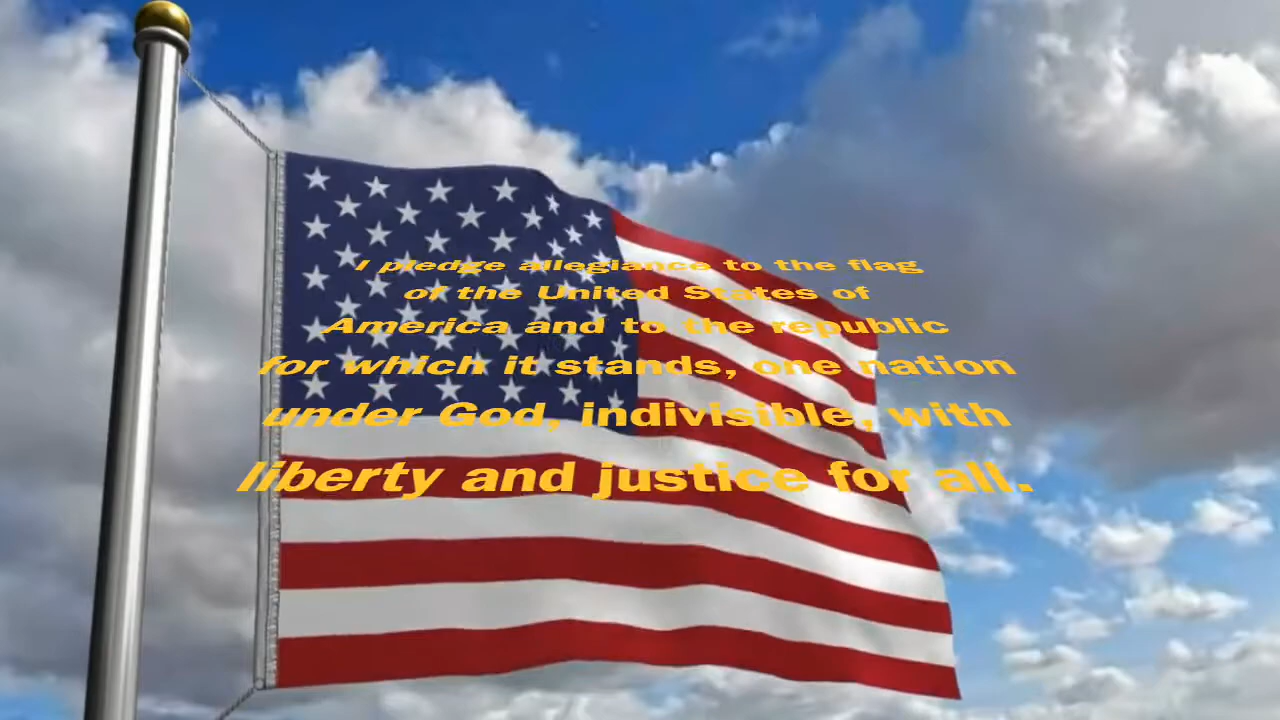 I pledge allegiance to the flag
of the United States of
America and to the republic
for which it stands, one nation
under God, indivisible, with
liberty and justice for all.